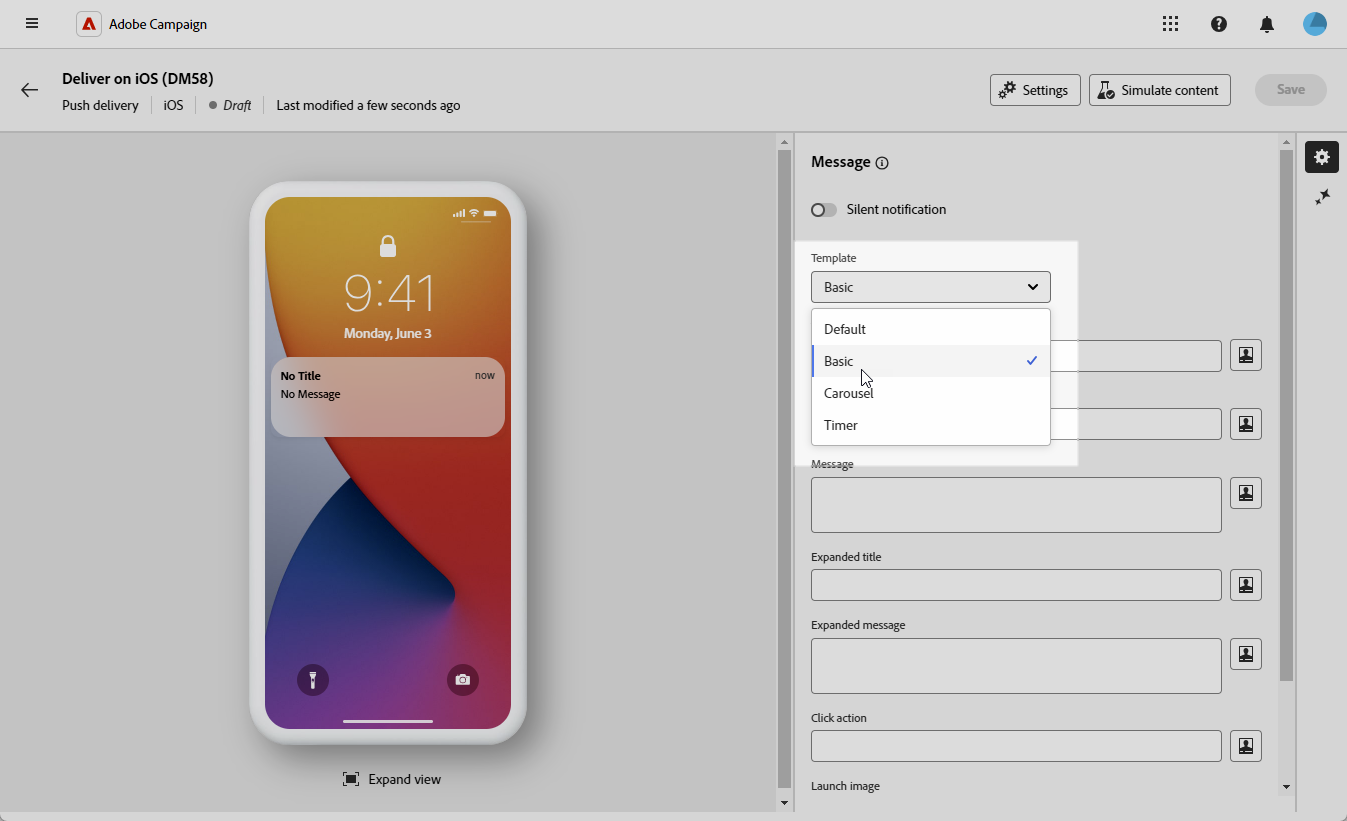 Adobe Campaign
Deliver on iOS (DM58)
Push delivery iOS Draft Last modified a few seconds ago
Settings
Simulate content
Save
9:41
Monday, June 3
No Title now
No Message
Expand view
Message
Silent notification
Template
Basic
Default
Basic
Carousel
Timer
Message
Expanded title
Expanded message
Click action
Launch image